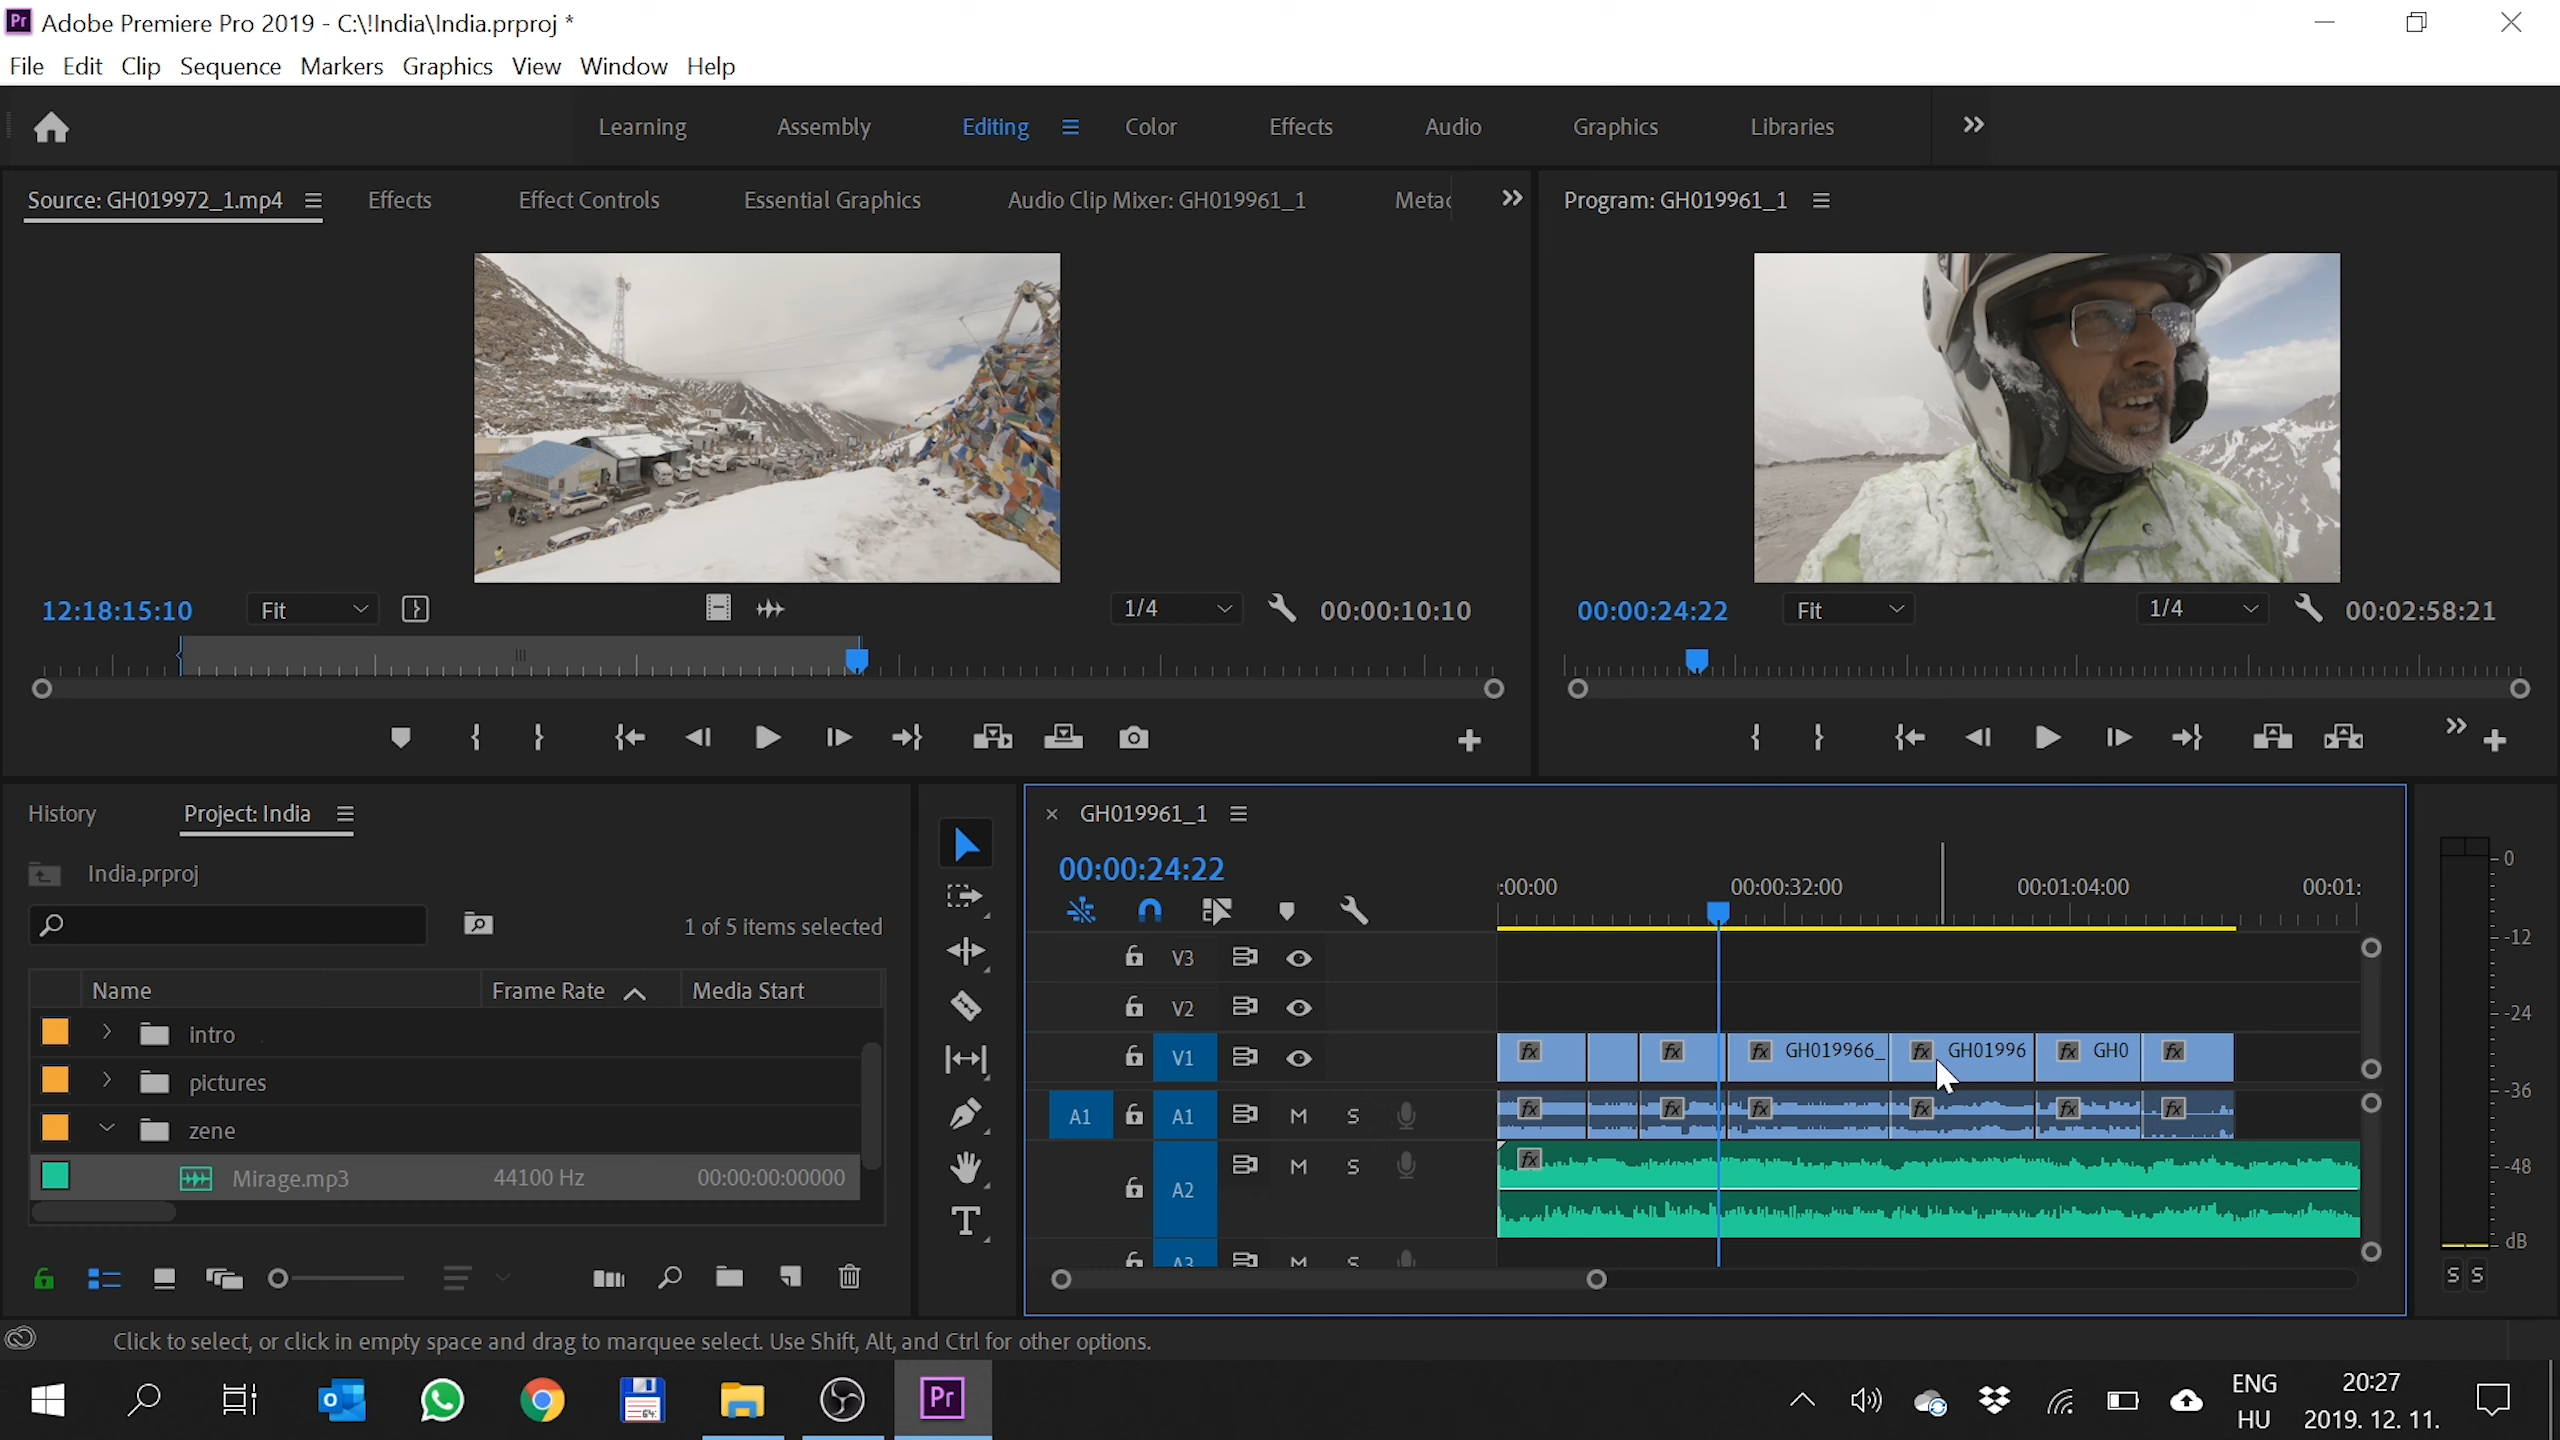 Pr Adobe Premiere Pro 2019 - C:\!India\India.prproj *
File Edit Clip Sequence Markers Graphics View Window Help
Learning Assembly Editing Color Effects Audio Graphics Libraries
Source: GH019972_1.mp4 Effects Effect Controls Essential Graphics Audio Clip Mixer: GH019961_1 Metac
Program: GH019961_1
12:18:15:10 Fit 1/4 00:00:10:10
00:00:24:22 Fit 1/4 00:02:58:21
History Project: India
India.prproj
1 of 5 items selected
Name Frame Rate Media Start
intro
pictures
zene
Mirage.mp3 44100 Hz 00:00:00:00000
GH019961_1
00:00:24:22
:00:00 00:00:32:00 00:01:04:00 00:01:
V3
V2
V1 fx fx fx GH019966_ fx GH01996 fx GH0 fx
A1 A1 M S fx fx fx fx fx fx
A2 M S fx
A3 M S
0
-12
-24
-36
-48
dB
S S
Click to select, or click in empty space and drag to marquee select. Use Shift, Alt, and Ctrl for other options.
64
Pr
ENG
HU
20:27
2019. 12. 11.